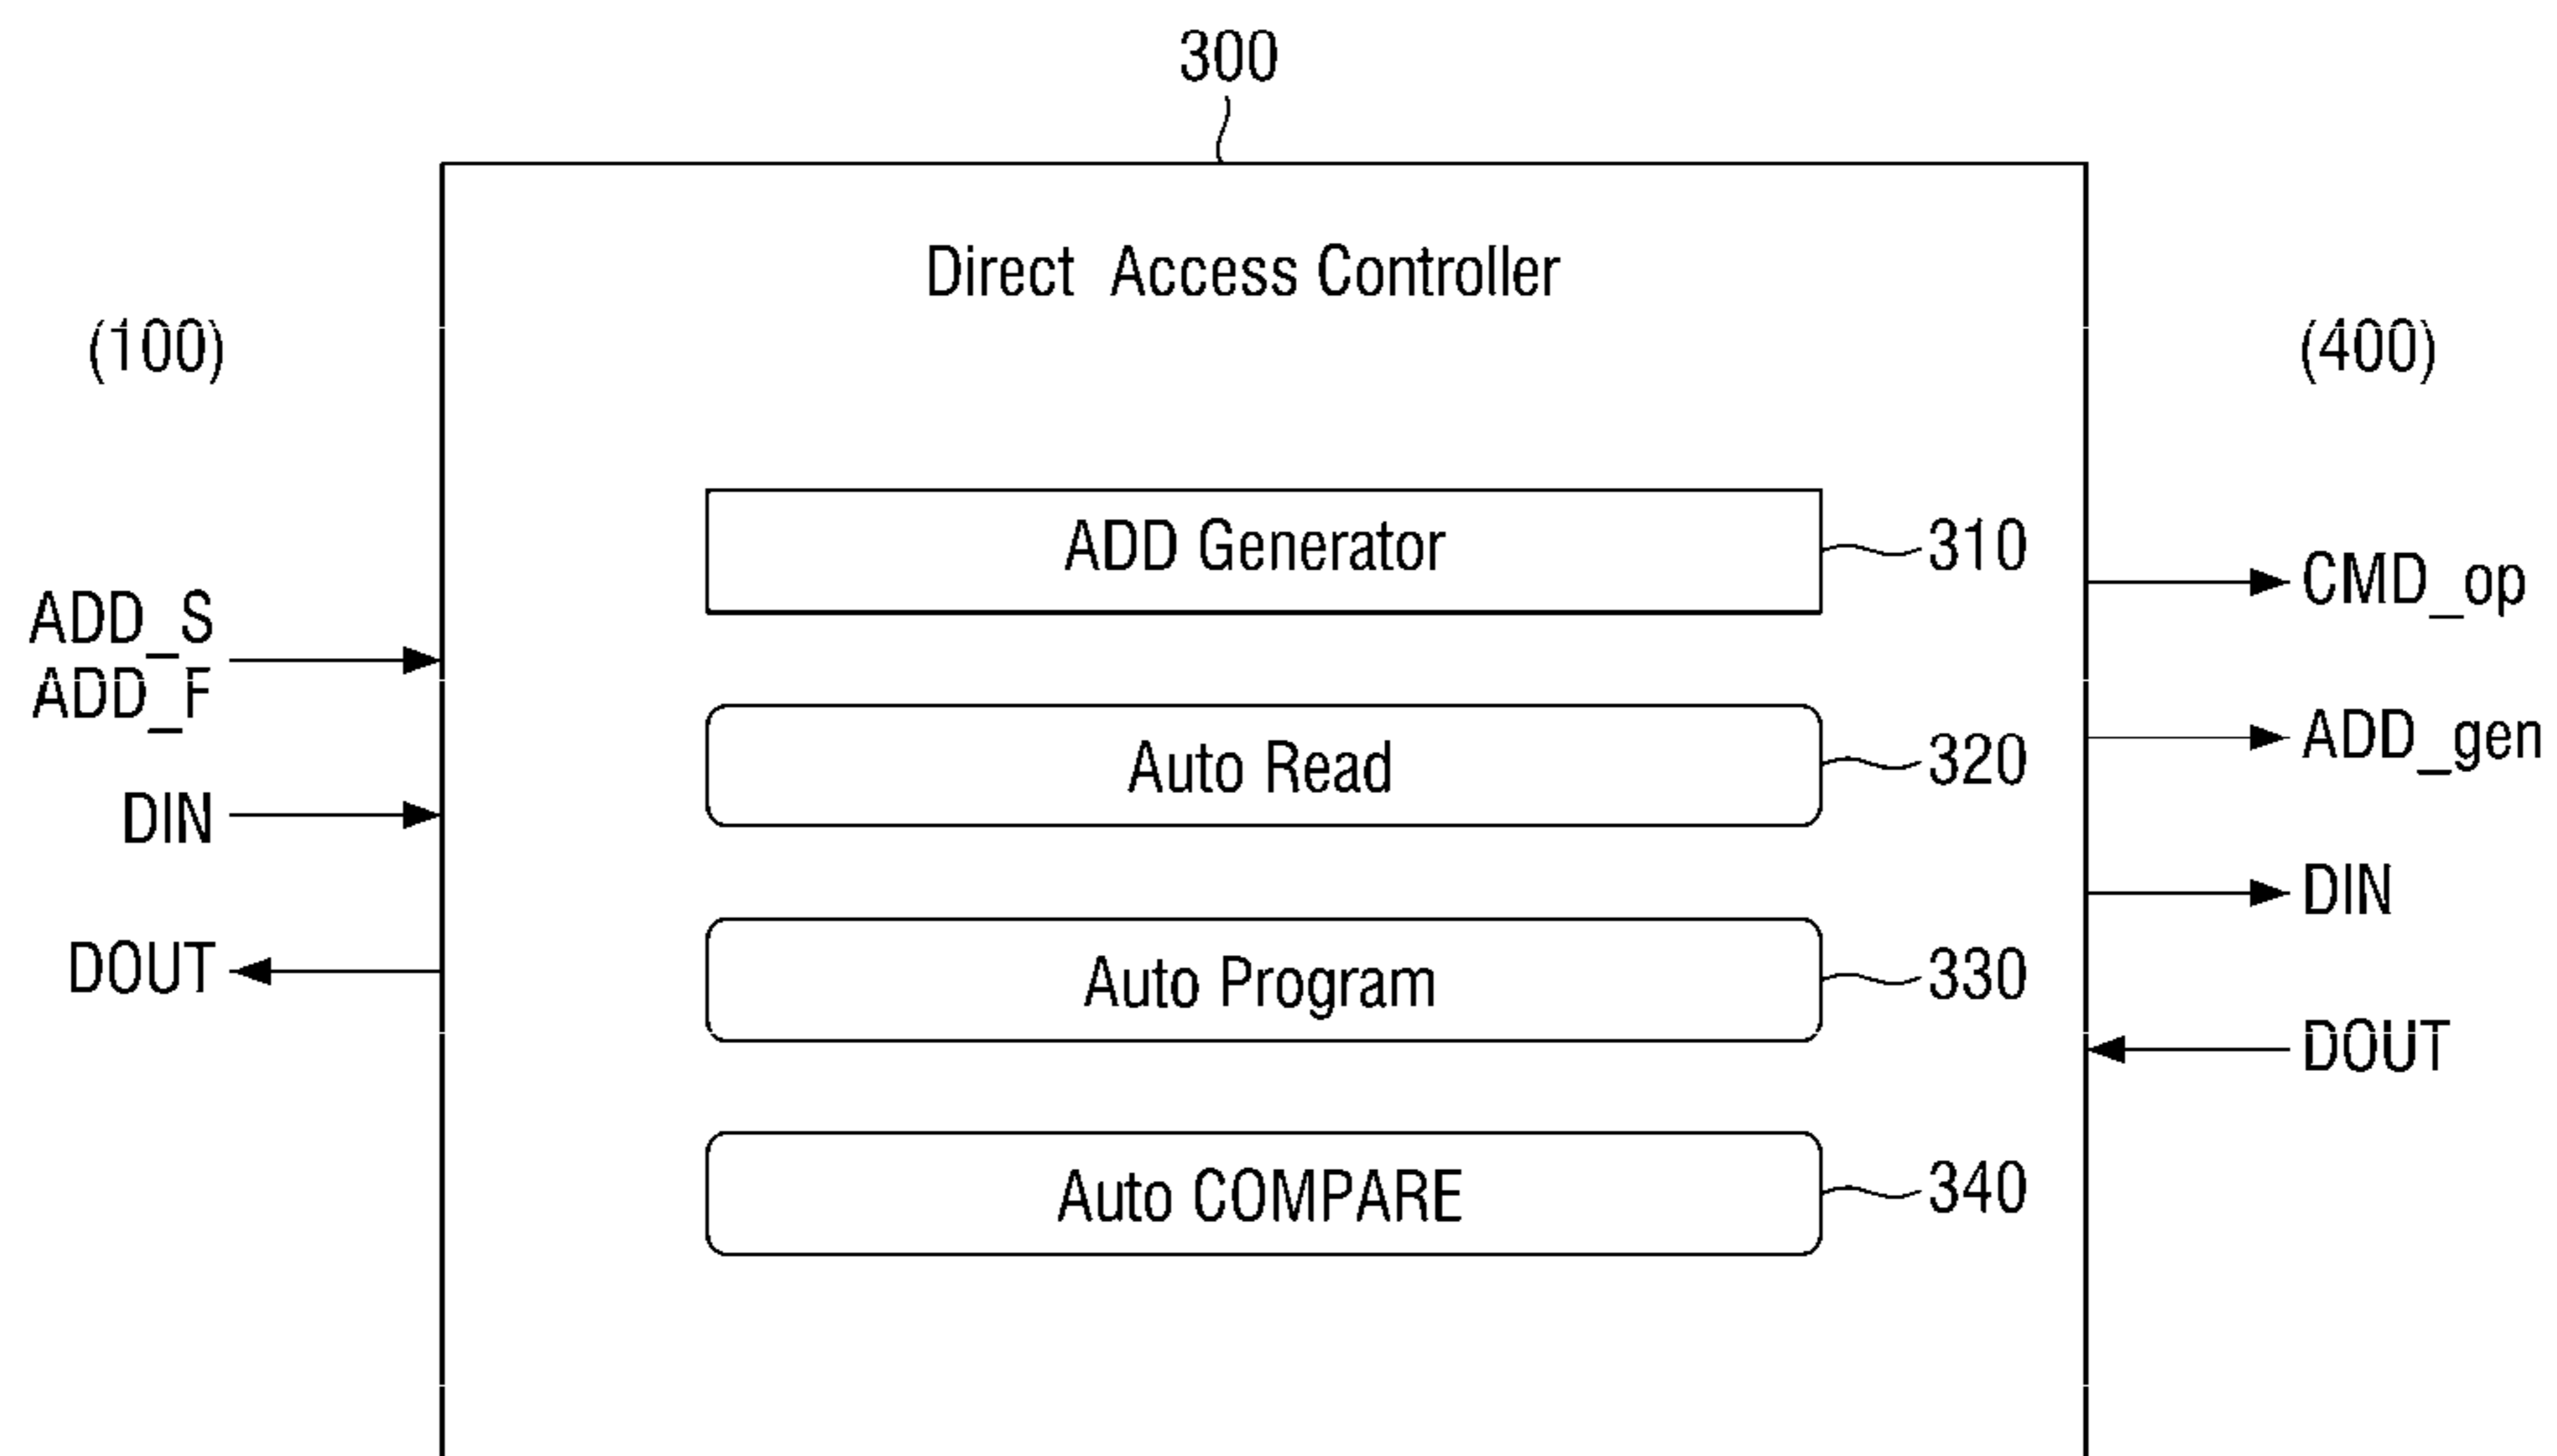 300
Direct Access Controller
(100)
(400)
ADD Generator
310
CMD_op
ADD_S
ADD_F
ADD_gen
Auto Read
320
DIN
DIN
Auto Program
330
DOUT
DOUT
Auto COMPARE
340